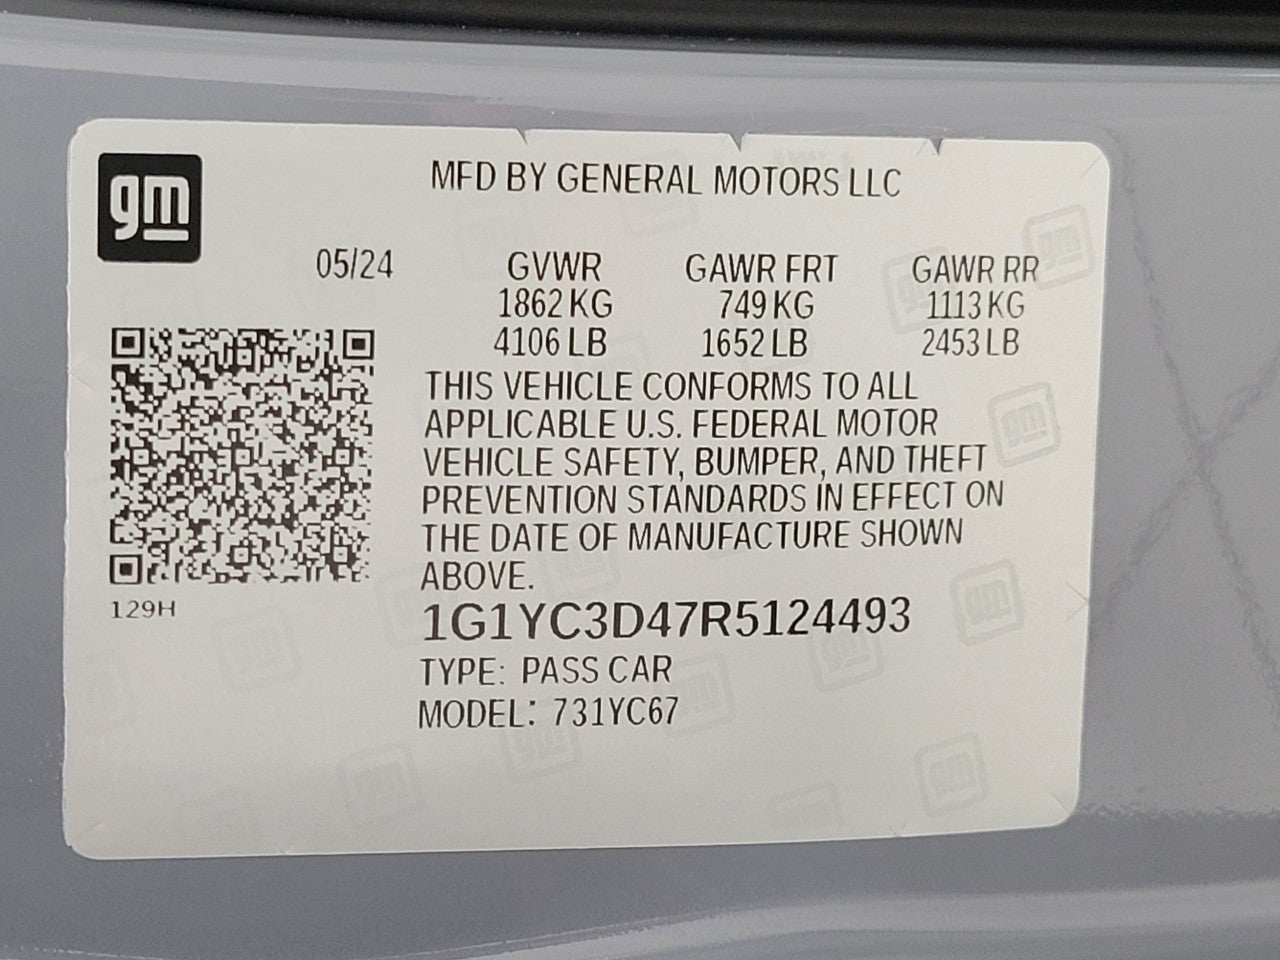 gm
MFD BY GENERAL MOTORS LLC
05/24 GVWR GAWR FRT GAWR RR
1862 KG 749 KG 1113 KG
4106 LB 1652 LB 2453 LB
THIS VEHICLE CONFORMS TO ALL
APPLICABLE U.S. FEDERAL MOTOR
VEHICLE SAFETY, BUMPER, AND THEFT
PREVENTION STANDARDS IN EFFECT ON
THE DATE OF MANUFACTURE SHOWN
ABOVE.
129H
1G1YC3D47R5124493
TYPE: PASS CAR
MODEL: 731YC67